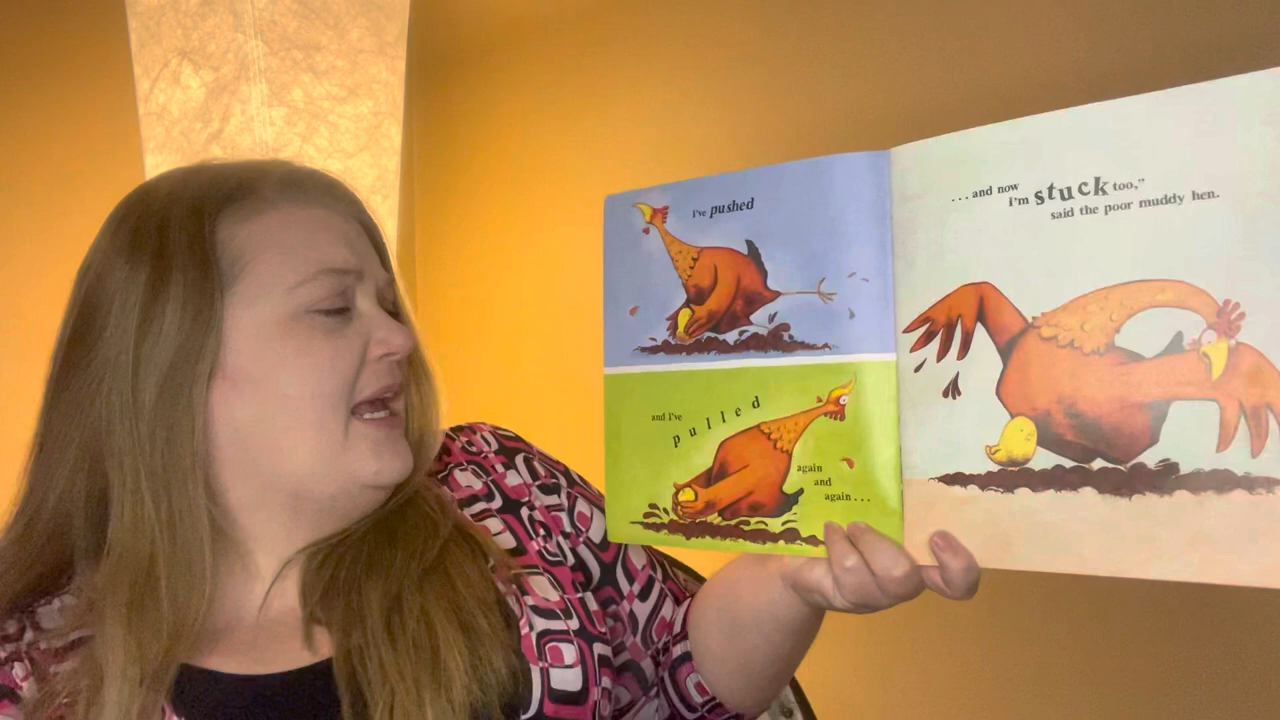 I've pushed
and I've
pulled
again
and
again...
...and now
I'm stuck too,”
said the poor muddy hen.